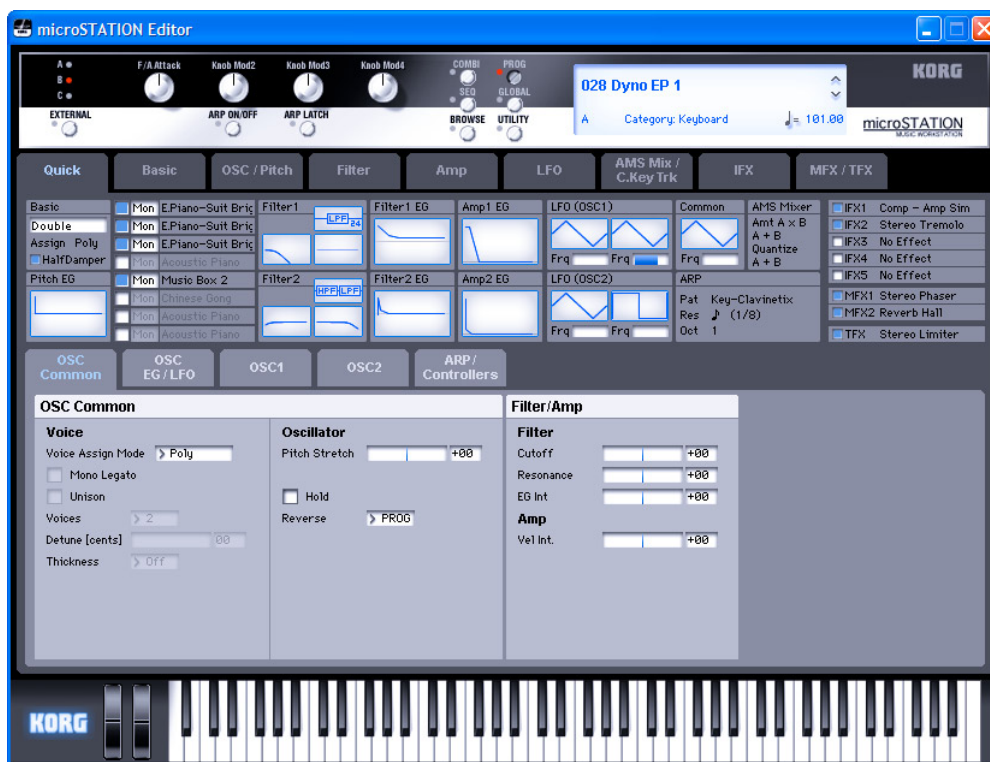 microSTATION Editor
A
B
C
F/A Attack Knob Mod2 Knob Mod3 Knob Mod4
COMBI PROG
SEQ GLOBAL
EXTERNAL ARP ON/OFF ARP LATCH BROWSE UTILITY
028 Dyno EP 1
A Category: Keyboard ♩= 101.00
KORG
microSTATION
MUSIC WORKSTATION
Quick Basic OSC / Pitch Filter Amp LFO AMS Mix / C.Key Trk IFX MFX / TFX
Basic
Double
Assign Poly
HalfDamper
Pitch EG
Mon E.Piano-Suit Bric
Mon E.Piano-Suit Bric
Mon E.Piano-Suit Bric
Mon Acoustic Piano
Mon Music Box 2
Mon Chinese Gong
Mon Acoustic Piano
Mon Acoustic Piano
Filter1
LPF 24
Filter2
HPF LPF
Filter1 EG
Filter2 EG
Amp1 EG
Amp2 EG
LFO (OSC1)
Frq Frq
LFO (OSC2)
Frq Frq
Common
Frq
AMS Mixer
Amt A x B
A + B
Quantize
A + B
ARP
Pat Key-Clavinetix
Res ♪ (1/8)
Oct 1
IFX1 Comp - Amp Sim
IFX2 Stereo Tremolo
IFX3 No Effect
IFX4 No Effect
IFX5 No Effect
MFX1 Stereo Phaser
MFX2 Reverb Hall
TFX Stereo Limiter
OSC Common OSC EG / LFO OSC1 OSC2 ARP / Controllers
OSC Common
Voice
Voice Assign Mode Poly
Mono Legato
Unison
Voices 2
Detune [cents] 00
Thickness Off
Oscillator
Pitch Stretch +00
Hold
Reverse PROG
Filter/Amp
Filter
Cutoff +00
Resonance +00
EG Int +00
Amp
Vel Int. +00
KORG